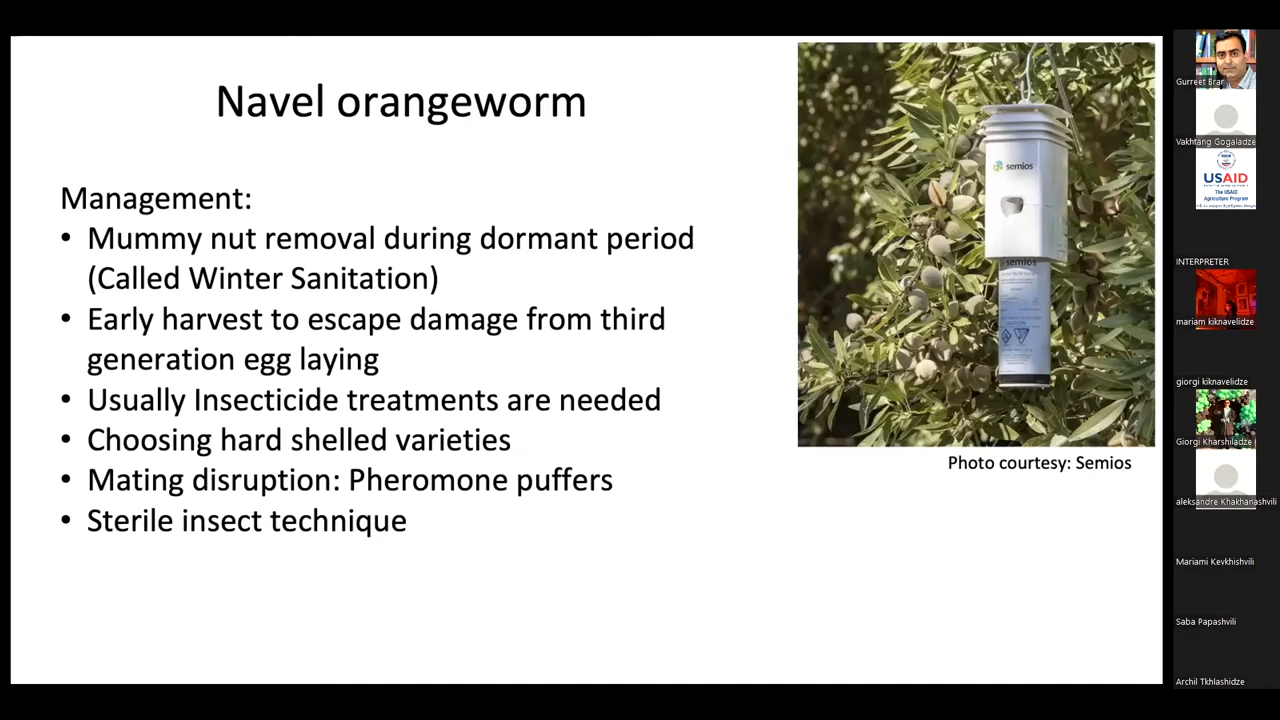 Navel orangeworm
Management:
• Mummy nut removal during dormant period
(Called Winter Sanitation)
• Early harvest to escape damage from third
generation egg laying
• Usually Insecticide treatments are needed
• Choosing hard shelled varieties
• Mating disruption: Pheromone puffers
• Sterile insect technique
semios
semios
CAUTION
Photo courtesy: Semios
Gurreet Brar
Vakhtang Gogaladze
USAID
The USAID
Agriculture Program
INTERPRETER
mariam kiknavelidze
giorgi kiknavelidze
Giorgi Kharshiladze
aleksandre Khakhanashvili
Mariami Kevkhishvili
Saba Papashvili
Archil Tkhlashidze